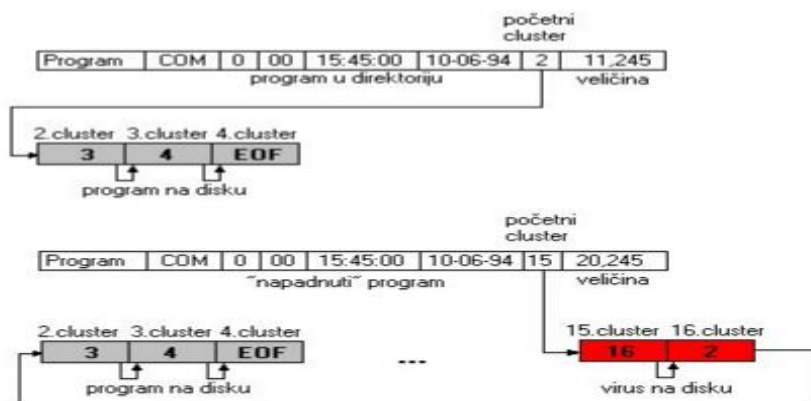 početni
cluster
Program COM 0 00 15:45:00 10-06-94 2 11,245
program u direktoriju veličina
2.cluster 3.cluster 4.cluster
3 4 EOF
program na disku
početni
cluster
Program COM 0 00 15:45:00 10-06-94 15 20,245
"napadnuti" program veličina
2.cluster 3.cluster 4.cluster 15.cluster 16.cluster
3 4 EOF ... 16 2
program na disku virus na disku